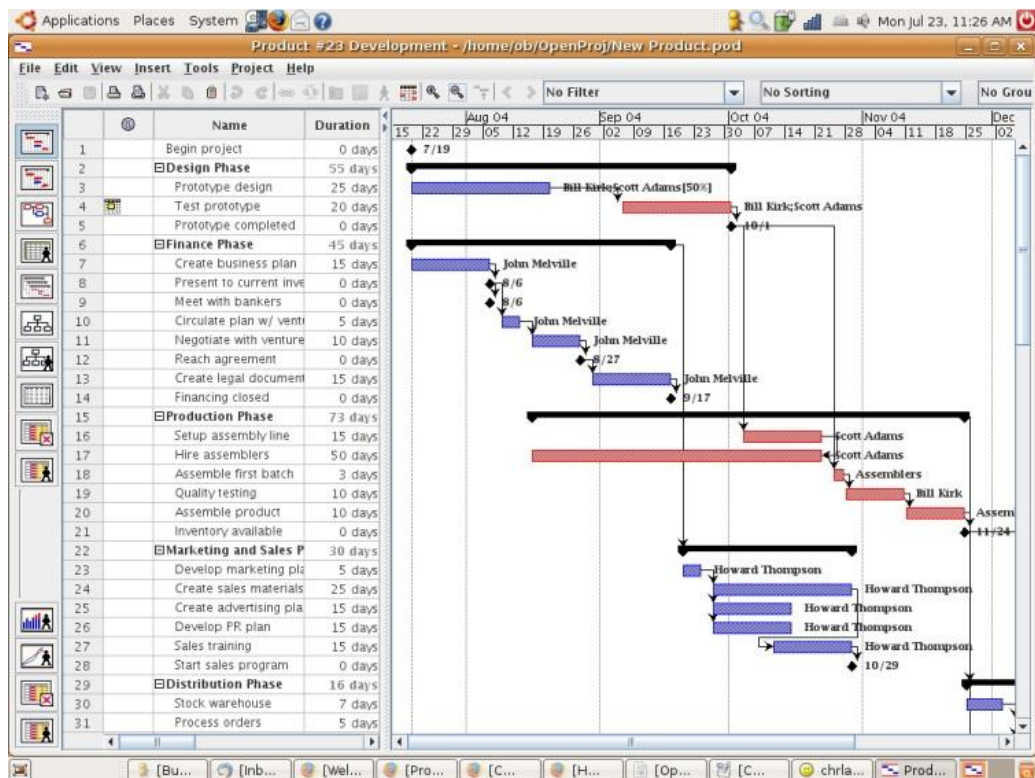 Applications Places System Mon Jul 23, 11:26 AM
Product #23 Development - /home/ob/OpenProj/New Product.pod
File Edit View Insert Tools Project Help
No Filter No Sorting No Grou
Name Duration
Aug 04 Sep 04 Oct 04 Nov 04 Dec
15 22 29 05 12 19 26 02 09 16 23 30 07 14 21 28 04 11 18 25 02
1 Begin project 0 days 7/19
2 Design Phase 55 days
3 Prototype design 25 days Bill Kirk;Scott Adams[50%]
4 Test prototype 20 days Bill Kirk;Scott Adams
5 Prototype completed 0 days 10/1
6 Finance Phase 45 days
7 Create business plan 15 days John Melville
8 Present to current inve 0 days 8/6
9 Meet with bankers 0 days 8/6
10 Circulate plan w/ vent 5 days John Melville
11 Negotiate with venture 10 days John Melville
12 Reach agreement 0 days 8/27
13 Create legal document 15 days John Melville
14 Financing closed 0 days 9/17
15 Production Phase 73 days
16 Setup assembly line 15 days Scott Adams
17 Hire assemblers 50 days Scott Adams
18 Assemble first batch 3 days Assemblers
19 Quality testing 10 days Bill Kirk
20 Assemble product 10 days Assem
21 Inventory available 0 days 11/24
22 Marketing and Sales P 30 days
23 Develop marketing pla 5 days Howard Thompson
24 Create sales materials 25 days Howard Thompson
25 Create advertising pla 15 days Howard Thompson
26 Develop PR plan 15 days Howard Thompson
27 Sales training 15 days Howard Thompson
28 Start sales program 0 days 10/29
29 Distribution Phase 16 days
30 Stock warehouse 7 days
31 Process orders 5 days
[Bu... [Inb... [Wel... [Pro... [C... [H... [Op... [C... chrla... Prod...